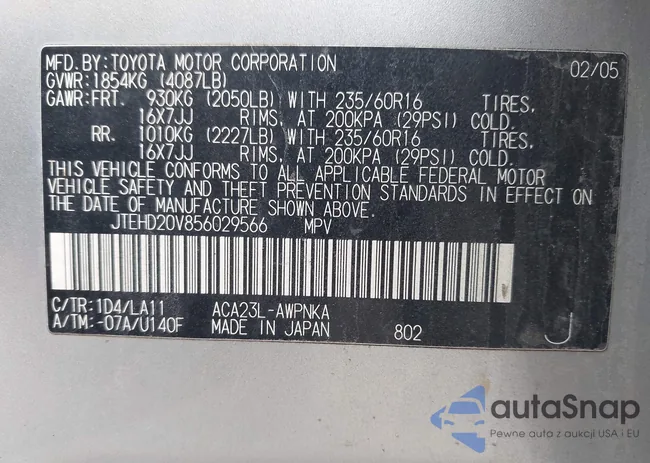 MFD. BY: TOYOTA MOTOR CORPORATION 02/05
GVWR: 1854KG (4087LB)
GAWR: FRT. 930KG (2050LB) WITH 235/60R16 TIRES,
16X7JJ RIMS, AT 200KPA (29PSI) COLD.
RR. 1010KG (2227LB) WITH 235/60R16 TIRES,
16X7JJ RIMS, AT 200KPA (29PSI) COLD.
THIS VEHICLE CONFORMS TO ALL APPLICABLE FEDERAL MOTOR
VEHICLE SAFETY AND THEFT PREVENTION STANDARDS IN EFFECT ON
THE DATE OF MANUFACTURE SHOWN ABOVE.
JTEHD20V856029566 MPV
C/TR: 1D4/LA11 ACA23L-AWPNKA
A/TM: -07A/U140F MADE IN JAPAN 802 J
autaSnap
Pewne auto z aukcji USA i EU